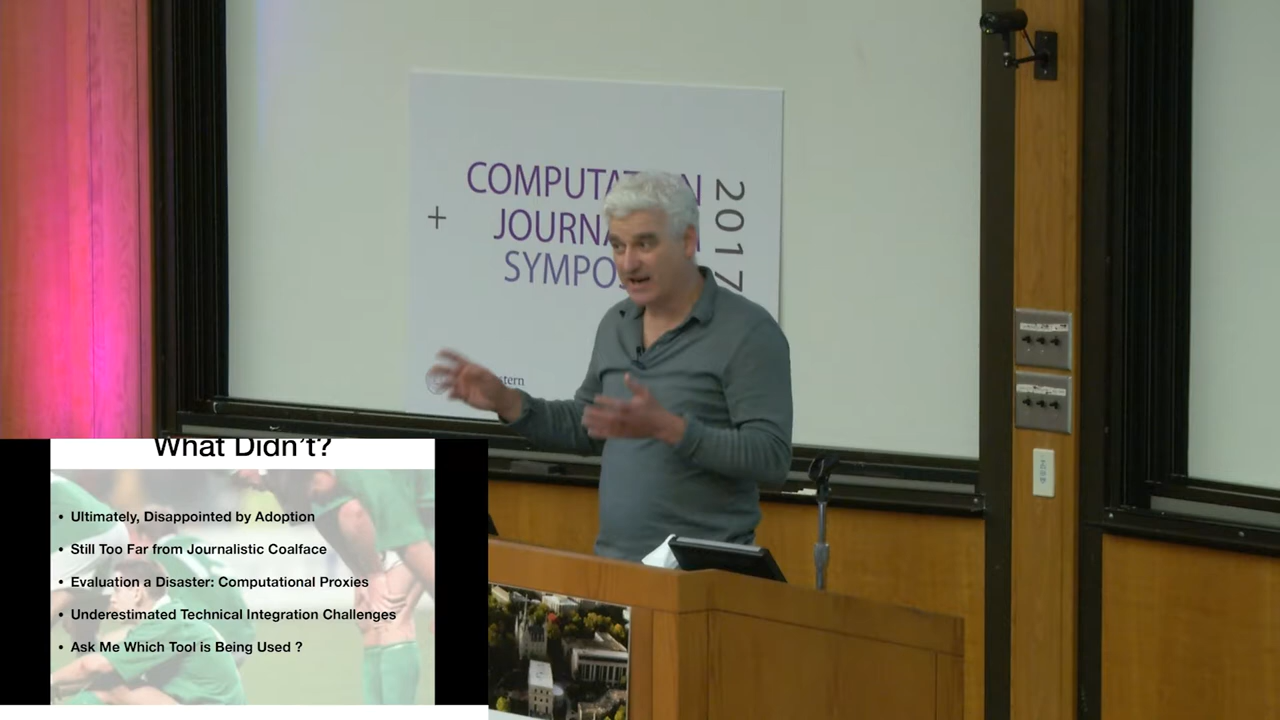 COMPUTAT N
+ JOURNA
SYMPOS
2017
stern
What Didn't?
• Ultimately, Disappointed by Adoption
• Still Too Far from Journalistic Coalface
• Evaluation a Disaster: Computational Proxies
• Underestimated Technical Integration Challenges
• Ask Me Which Tool is Being Used ?